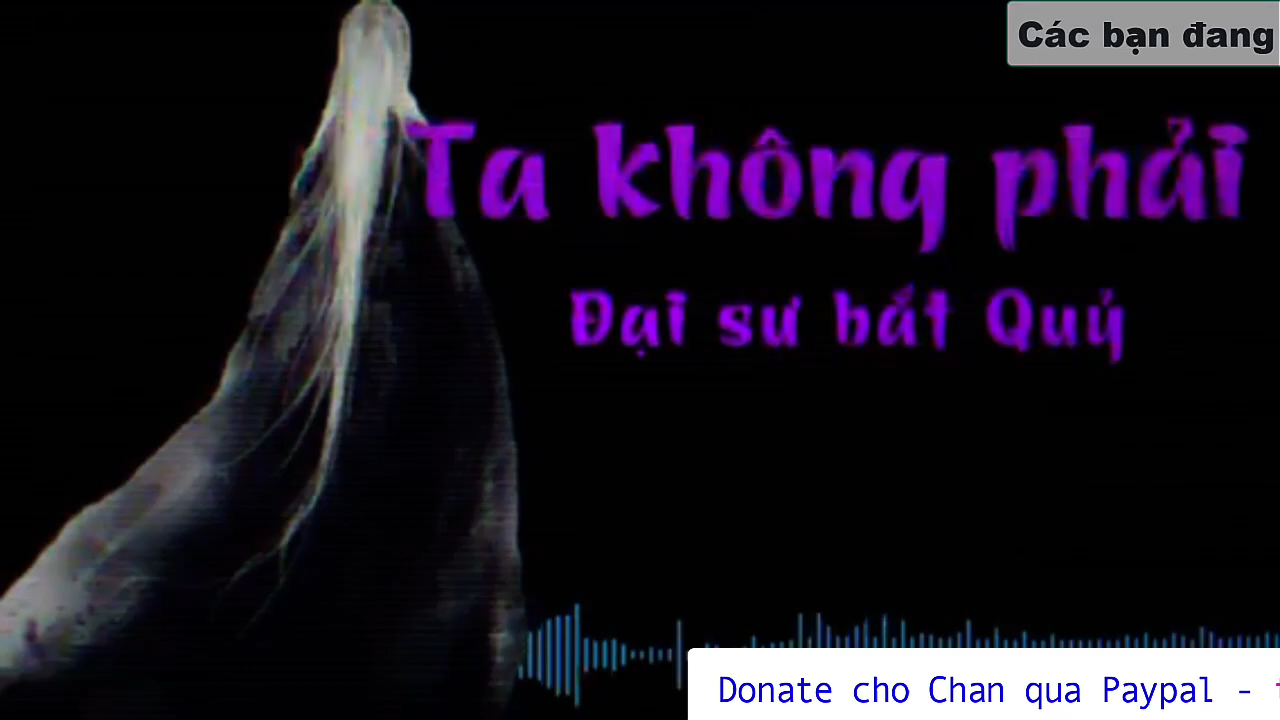 Các bạn đang
Ta không phải
Đại sư bắt Quỷ
Donate cho Chan qua Paypal -